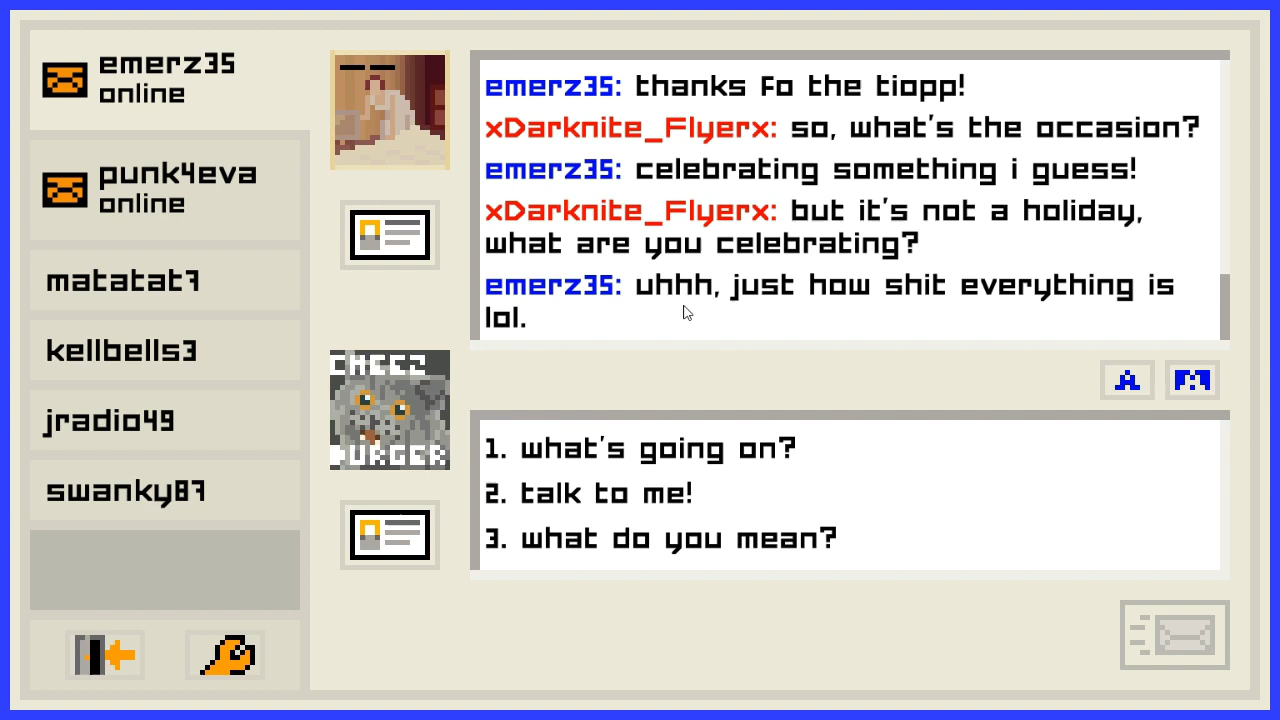 emerz35
online
punk4eva
online
matatat7
kellbells3
jradio49
swanky87
emerz35: thanks fo the tiopp!
xDarknite_Flyerx: so, what's the occasion?
emerz35: celebrating something i guess!
xDarknite_Flyerx: but it's not a holiday,
what are you celebrating?
emerz35: uhhh, just how shit everything is
lol.
CHEEZ
BURGER
A
M
1. what's going on?
2. talk to me!
3. what do you mean?